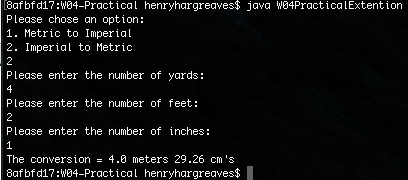 [8afbfd17:W04-Practical henryhargreaves$ java W04PracticalExtention
Please chose an option:
1. Metric to Imperial
2. Imperial to Metric
2
Please enter the number of yards:
4
Please enter the number of feet:
2
Please enter the number of inches:
1
The conversion = 4.0 meters 29.26 cm's
8afbfd17:W04-Practical henryhargreaves$